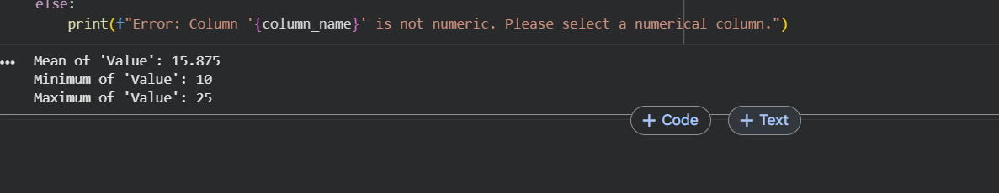 else:
print(f"Error: Column '{column_name}' is not numeric. Please select a numerical column.")
Mean of 'Value': 15.875
Minimum of 'Value': 10
Maximum of 'Value': 25
+ Code + Text